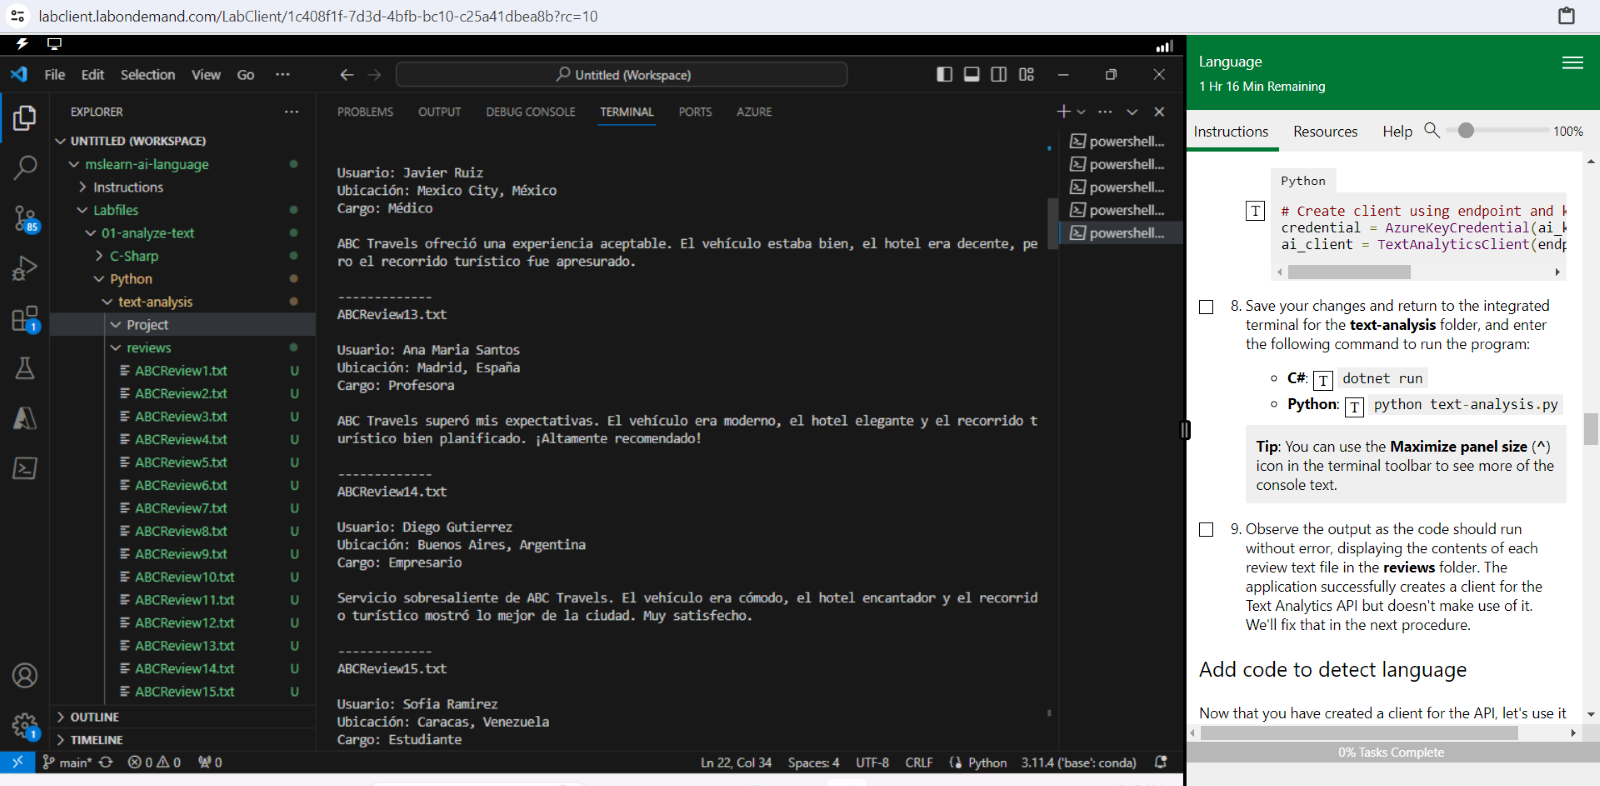 labclient.labondemand.com/LabClient/1c408f1f-7d3d-4bfb-bc10-c25a41dbea8b?rc=10
File Edit Selection View Go ···
Untitled (Workspace)
EXPLORER
UNTITLED (WORKSPACE)
mslearn-ai-language
Instructions
Labfiles
01-analyze-text
C-Sharp
Python
text-analysis
Project
reviews
ABCReview1.txt U
ABCReview2.txt U
ABCReview3.txt U
ABCReview4.txt U
ABCReview5.txt U
ABCReview6.txt U
ABCReview7.txt U
ABCReview8.txt U
ABCReview9.txt U
ABCReview10.txt U
ABCReview11.txt U
ABCReview12.txt U
ABCReview13.txt U
ABCReview14.txt U
ABCReview15.txt U
OUTLINE
TIMELINE
85
1
1
PROBLEMS OUTPUT DEBUG CONSOLE TERMINAL PORTS AZURE
Usuario: Javier Ruiz
Ubicación: Mexico City, México
Cargo: Médico
ABC Travels ofreció una experiencia aceptable. El vehículo estaba bien, el hotel era decente, pe
ro el recorrido turístico fue apresurado.
-------------
ABCReview13.txt
Usuario: Ana Maria Santos
Ubicación: Madrid, España
Cargo: Profesora
ABC Travels superó mis expectativas. El vehículo era moderno, el hotel elegante y el recorrido t
urístico bien planificado. ¡Altamente recomendado!
-------------
ABCReview14.txt
Usuario: Diego Gutierrez
Ubicación: Buenos Aires, Argentina
Cargo: Empresario
Servicio sobresaliente de ABC Travels. El vehículo era cómodo, el hotel encantador y el recorrid
o turístico mostró lo mejor de la ciudad. Muy satisfecho.
-------------
ABCReview15.txt
Usuario: Sofia Ramirez
Ubicación: Caracas, Venezuela
Cargo: Estudiante
powershell...
powershell...
powershell...
powershell...
powershell...
main* 0 0 0
Ln 22, Col 34 Spaces: 4 UTF-8 CRLF Python 3.11.4 ('base': conda)
Language
1 Hr 16 Min Remaining
Instructions Resources Help 100%
Python
T # Create client using endpoint and k
credential = AzureKeyCredential(ai_k
ai_client = TextAnalyticsClient(endp
8. Save your changes and return to the integrated
terminal for the text-analysis folder, and enter
the following command to run the program:
C#: T dotnet run
Python: T python text-analysis.py
Tip: You can use the Maximize panel size (^)
icon in the terminal toolbar to see more of the
console text.
9. Observe the output as the code should run
without error, displaying the contents of each
review text file in the reviews folder. The
application successfully creates a client for the
Text Analytics API but doesn't make use of it.
We'll fix that in the next procedure.
Add code to detect language
Now that you have created a client for the API, let's use it
0% Tasks Complete